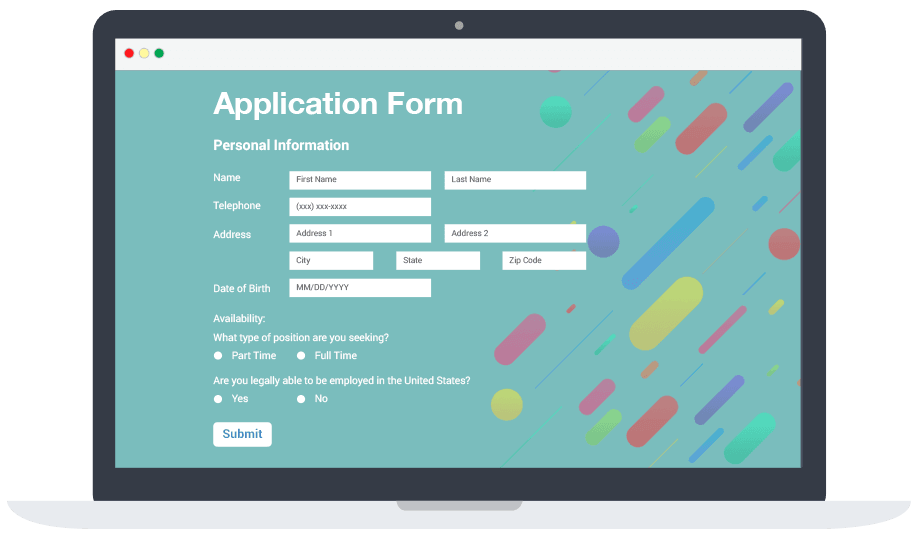 Application Form
Personal Information
Name First Name Last Name
Telephone (xxx) xxx-xxxx
Address Address 1 Address 2
City State Zip Code
Date of Birth MM/DD/YYYY
Availability:
What type of position are you seeking?
Part Time Full Time
Are you legally able to be employed in the United States?
Yes No
Submit